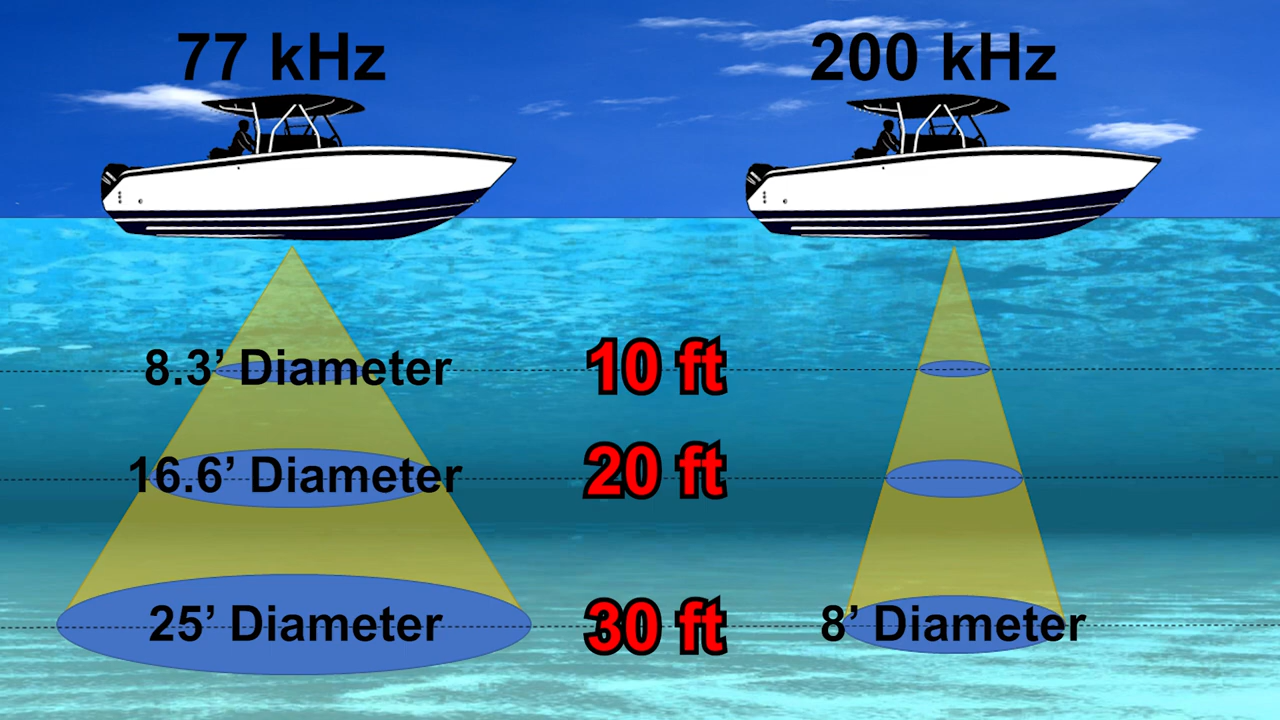 77 kHz
200 kHz
8.3’ Diameter
10 ft
16.6’ Diameter
20 ft
25’ Diameter
30 ft
8’ Diameter